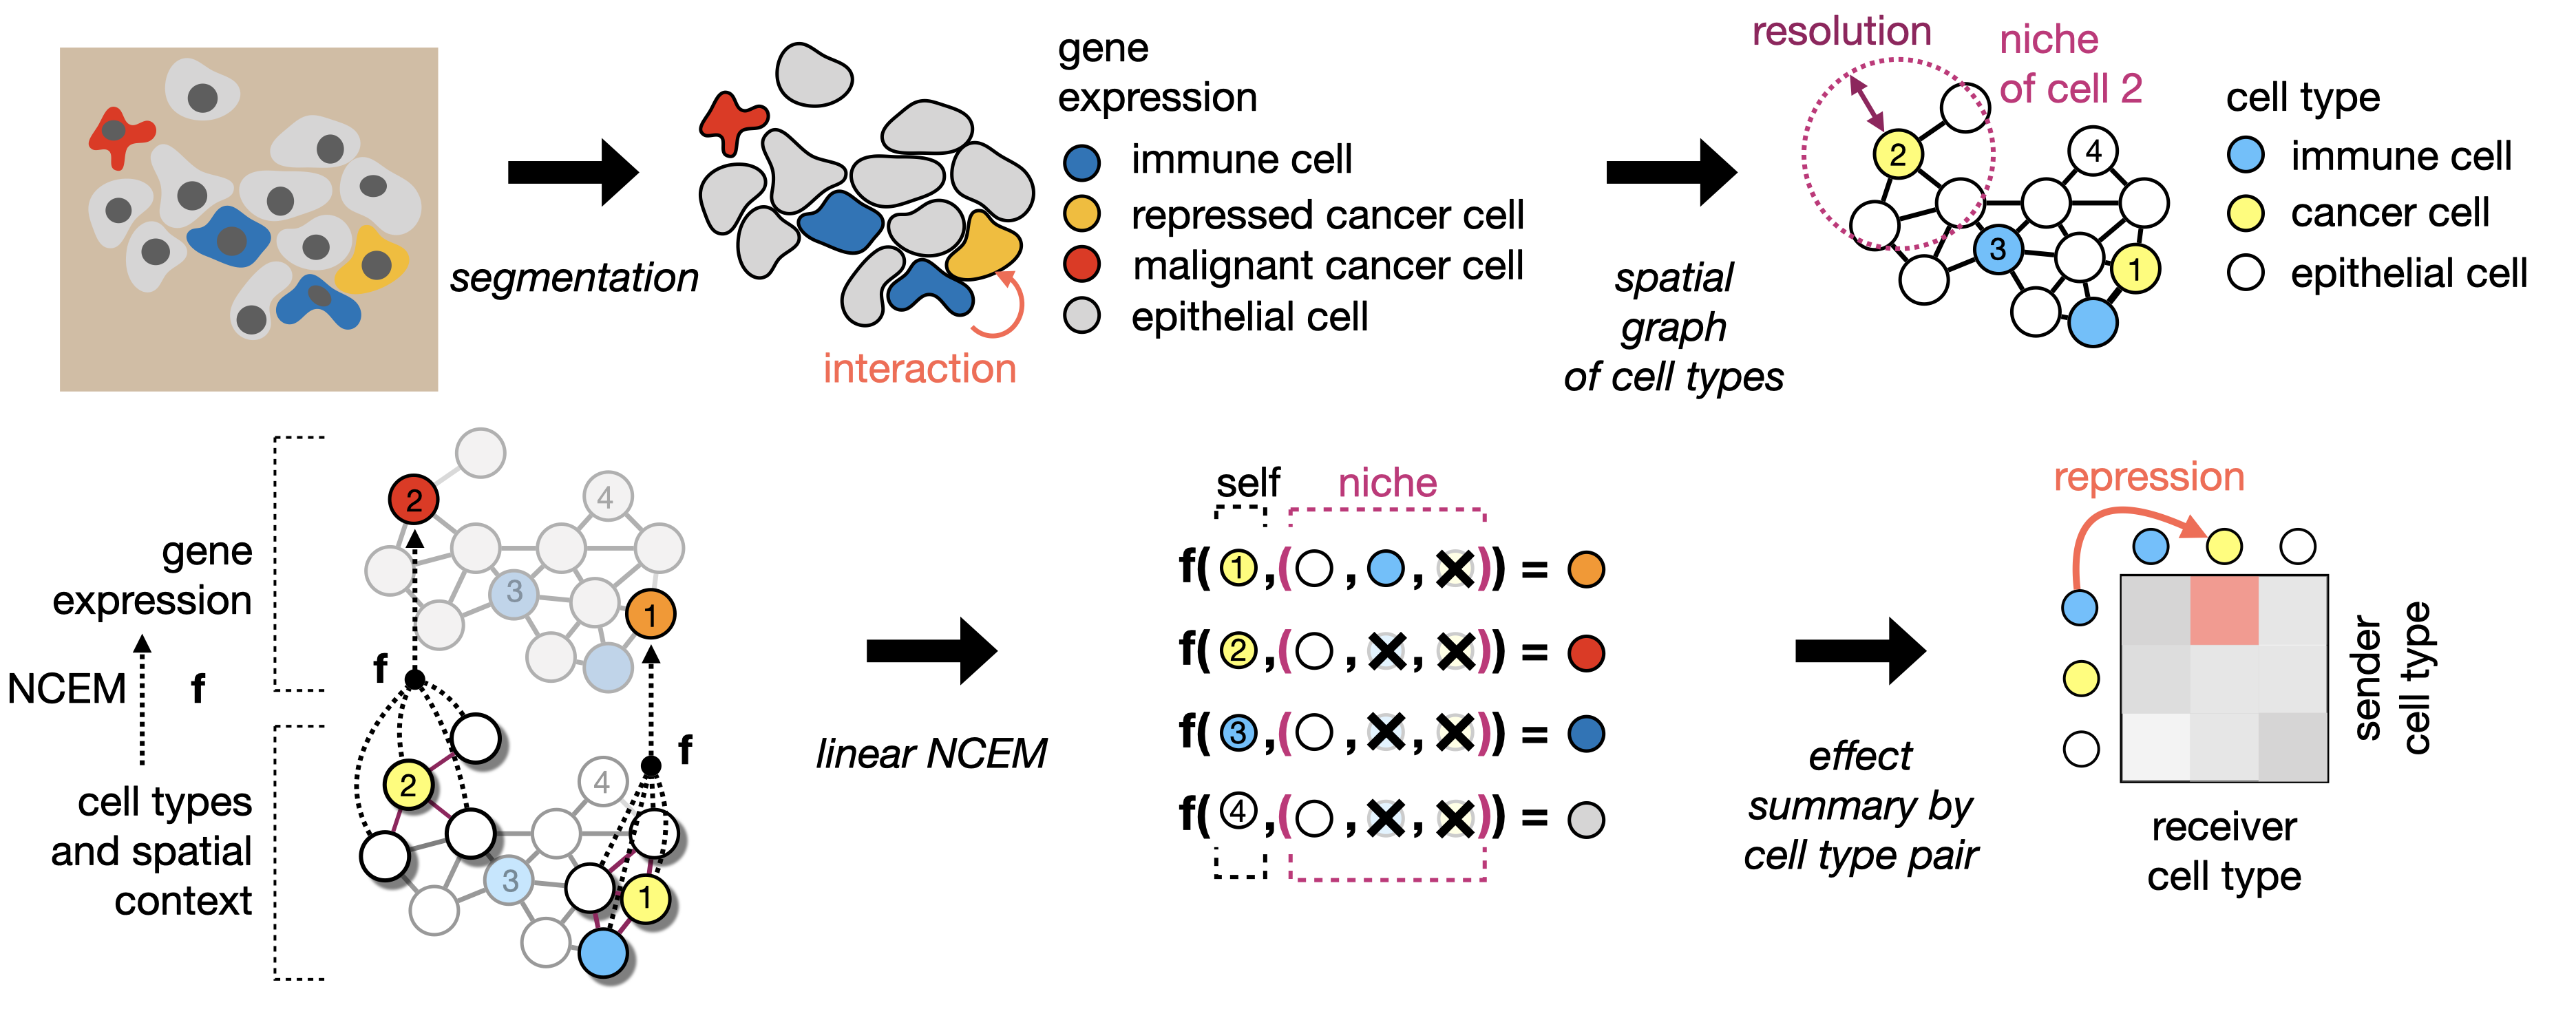 segmentation
interaction
gene
expression
immune cell
repressed cancer cell
malignant cancer cell
epithelial cell
spatial
graph
of cell types
resolution
niche
of cell 2
2
4
3
1
cell type
immune cell
cancer cell
epithelial cell
gene
expression
NCEM f
cell types
and spatial
context
2
4
3
1
f
f
2
4
3
1
linear NCEM
self niche
f( 1 ,( , , )) =
f( 2 ,( , , )) =
f( 3 ,( , , )) =
f( 4 ,( , , )) =
effect
summary by
cell type pair
repression
sender
cell type
receiver
cell type